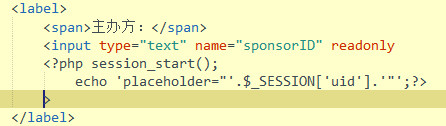 <label>
<span>主办方：</span>
<input type="text" name="sponsorID" readonly
<?php session_start();
echo 'placeholder="'.$_SESSION['uid'].'"';?>
>
</label>